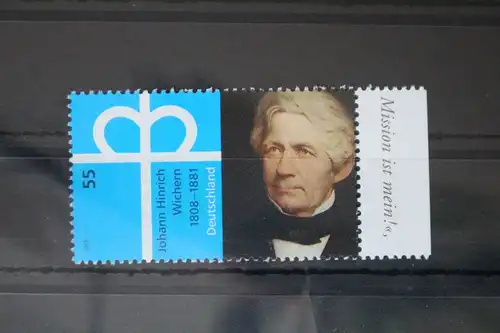 55
Johann Hinrich
Wichern
1808–1881
Deutschland
Mission ist mein!«,